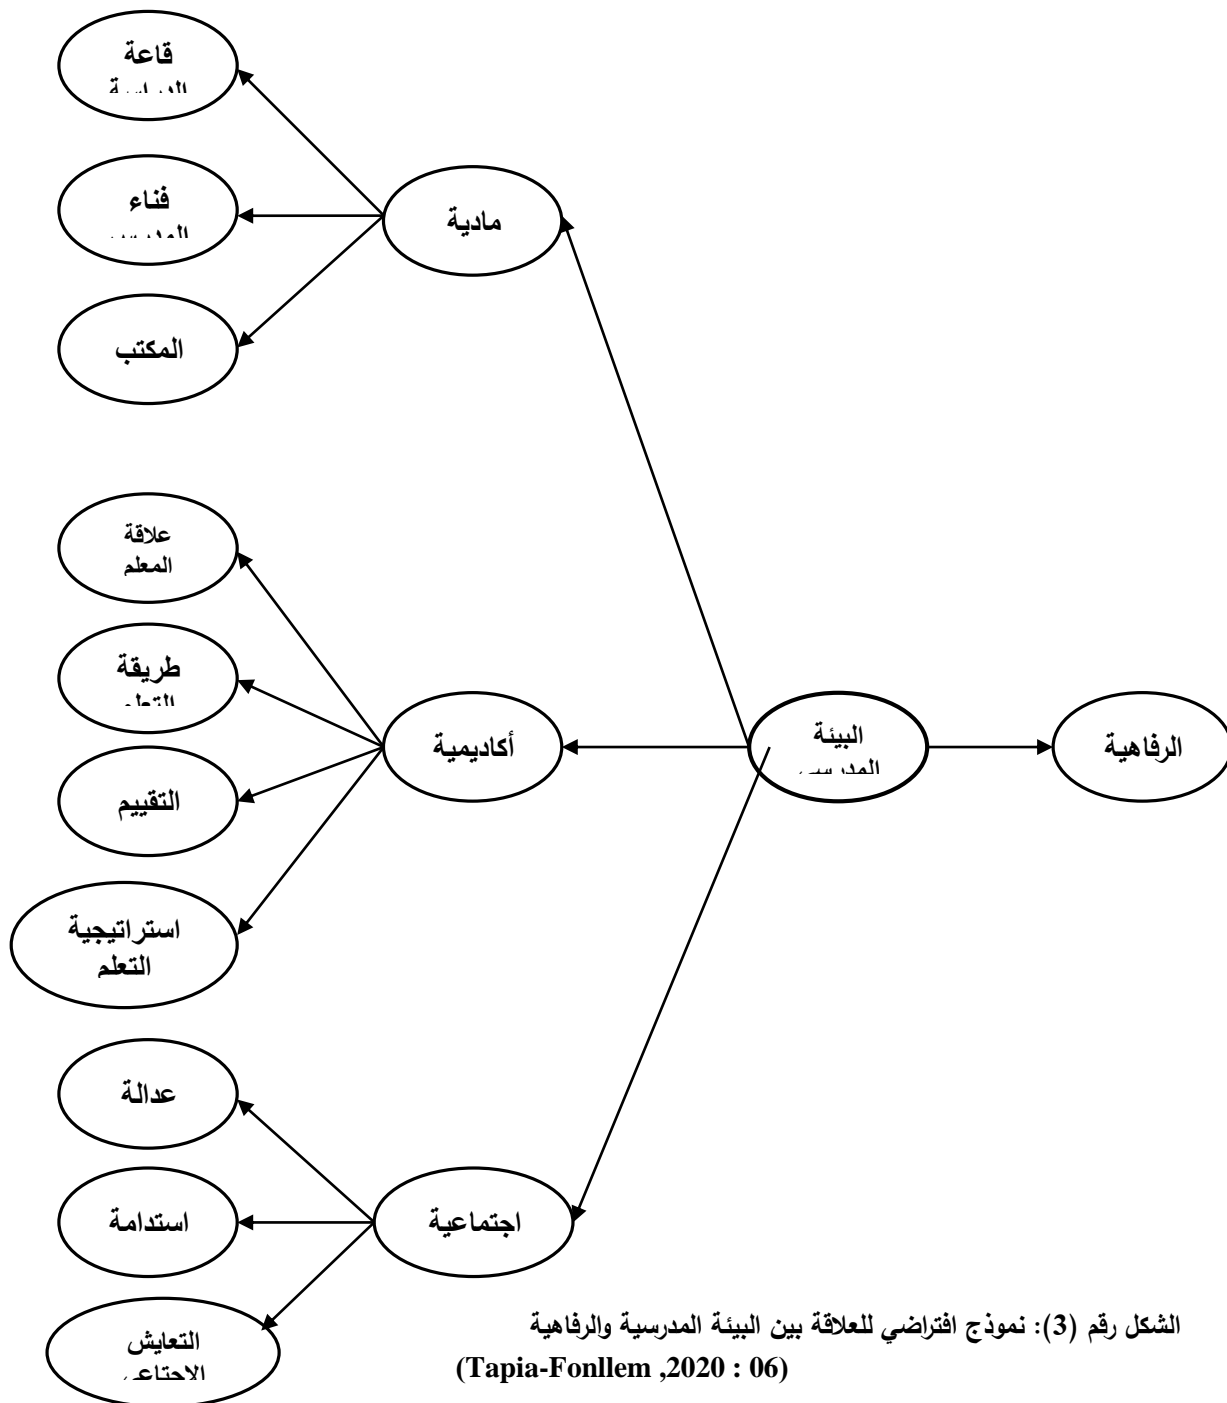 قاعة
فناء
المكتب
مادية
علاقة
المعلم
طريقة
التقييم
استراتيجية
التعلم
أكاديمية
البيئة
الرفاهية
عدالة
استدامة
التعايش
اجتماعية
الشكل رقم (3): نموذج افتراضي للعلاقة بين البيئة المدرسية والرفاهية
(Tapia-Fonllem ,2020 : 06)